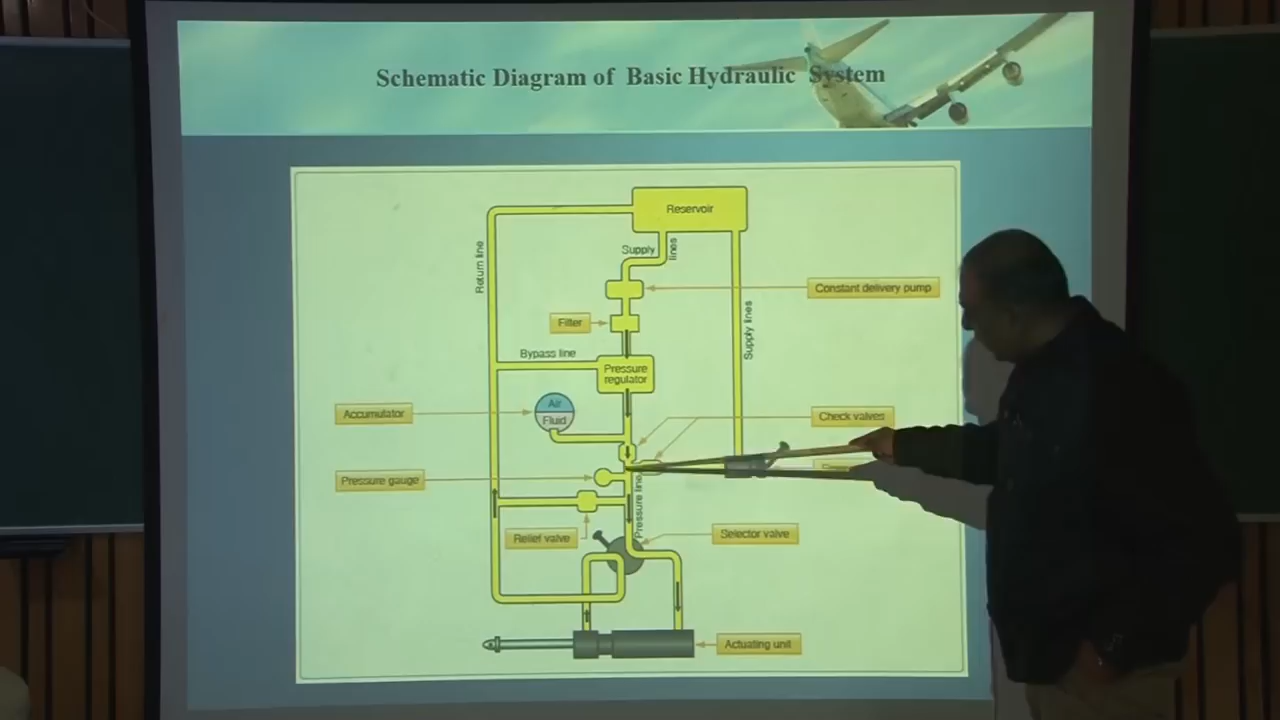 Schematic Diagram of Basic Hydraulic System
Reservoir
Return line
Supply lines
Constant delivery pump
Filter
Supply lines
Bypass line
Pressure regulator
Accumulator
Air
Fluid
Check valves
Pressure gauge
Pressure line
Relief valve
Selector valve
Actuating unit